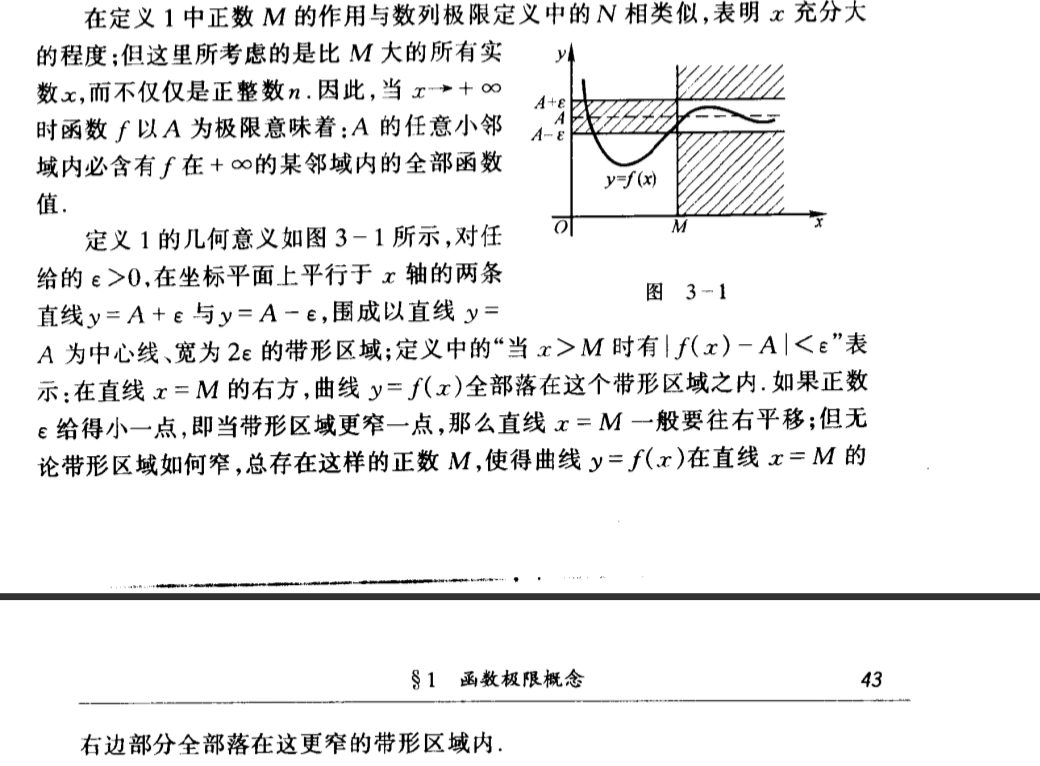 在定义 1 中正数 M 的作用与数列极限定义中的 N 相类似,表明 x 充分大
的程度;但这里所考虑的是比 M 大的所有实
数x,而不仅仅是正整数n.因此,当 x→+∞
时函数 f 以A 为极限意味着:A 的任意小邻
域内必含有f 在+∞的某邻域内的全部函数
值.
定义 1 的几何意义如图 3-1 所示,对任
给的 ε>0,在坐标平面上平行于 x 轴的两条
直线y=A+ε 与y=A-ε,围成以直线 y=
y
A+ε
A
A-ε
y=f(x)
O
M
x
图 3-1
A 为中心线、宽为 2ε 的带形区域;定义中的“当 x>M 时有|f(x)-A|<ε”表
示:在直线 x=M 的右方,曲线 y=f(x)全部落在这个带形区域之内.如果正数
ε 给得小一点,即当带形区域更窄一点,那么直线 x=M 一般要往右平移;但无
论带形区域如何窄,总存在这样的正数 M,使得曲线 y=f(x)在直线 x=M 的
§1 函数极限概念 43
右边部分全部落在这更窄的带形区域内.